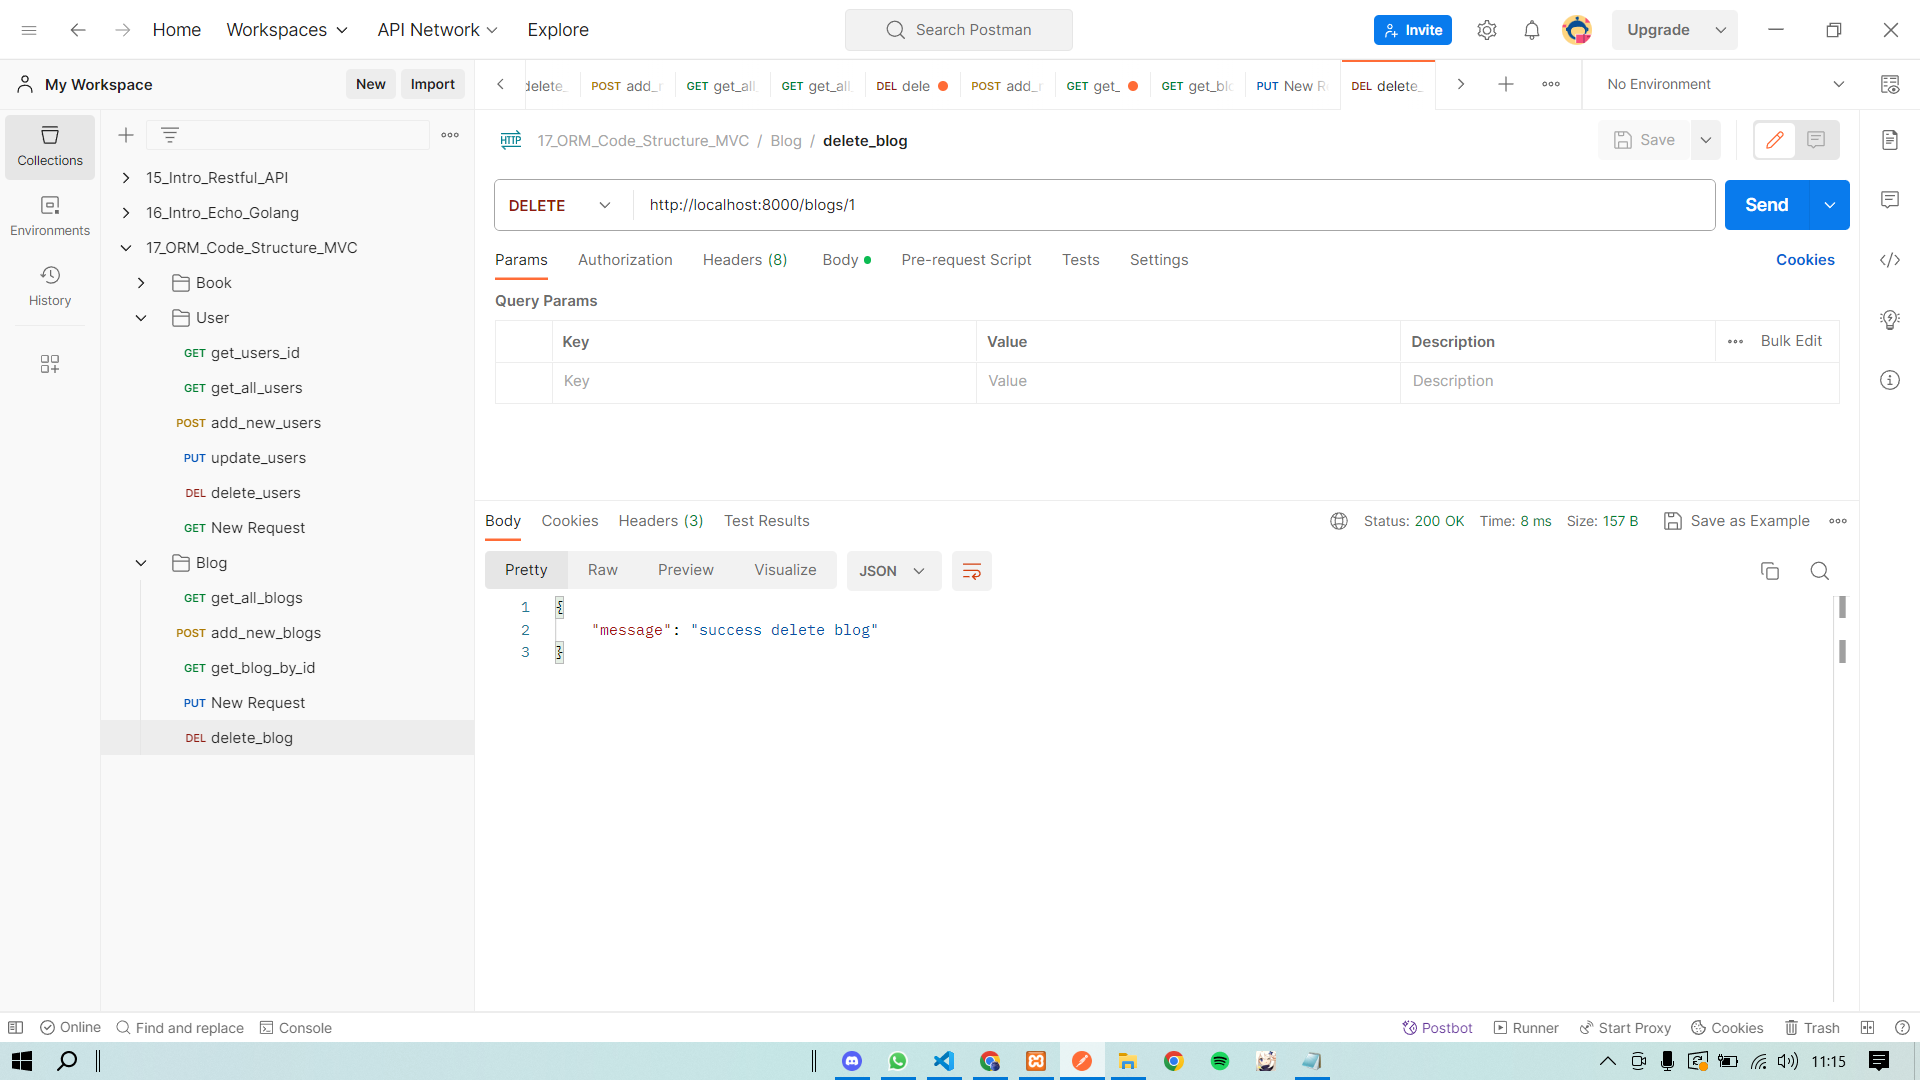 Home
Workspaces
API Network
Explore
Search Postman
Invite
Upgrade
My Workspace
New
Import
delete_
POST add_r
GET get_all
GET get_all
DEL dele
POST add_r
GET get_
GET get_bl
PUT New R
DEL delete_
No Environment
Collections
Environments
History
15_Intro_Restful_API
16_Intro_Echo_Golang
17_ORM_Code_Structure_MVC
Book
User
GET get_users_id
GET get_all_users
POST add_new_users
PUT update_users
DEL delete_users
GET New Request
Blog
GET get_all_blogs
POST add_new_blogs
GET get_blog_by_id
PUT New Request
DEL delete_blog
HTTP 17_ORM_Code_Structure_MVC / Blog / delete_blog
Save
DELETE
http://localhost:8000/blogs/1
Send
Params
Authorization
Headers (8)
Body
Pre-request Script
Tests
Settings
Cookies
Query Params
Key
Value
Description
Bulk Edit
Key
Value
Description
Body
Cookies
Headers (3)
Test Results
Status: 200 OK
Time: 8 ms
Size: 157 B
Save as Example
Pretty
Raw
Preview
Visualize
JSON
1 {
2 "message": "success delete blog"
3 }
Online
Find and replace
Console
Postbot
Runner
Start Proxy
Cookies
Trash
11:15